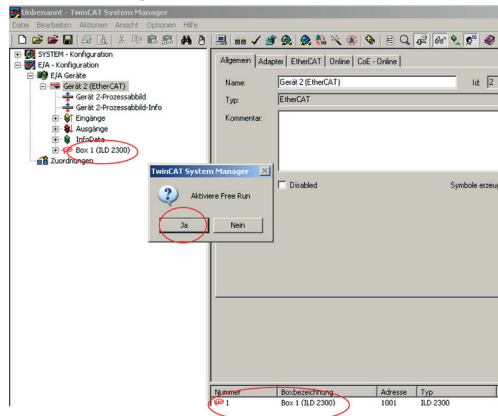 Unbenannt - TwinCAT System Manager
Datei Bearbeiten Aktionen Ansicht Optionen Hilfe
SYSTEM - Konfiguration
E/A - Konfiguration
E/A Geräte
Gerät 2 (EtherCAT)
Gerät 2-Prozessabbild
Gerät 2-Prozessabbild-Info
Eingänge
Ausgänge
InfoData
Box 1 (ILD 2300)
Zuordnungen
Allgemein Adapter EtherCAT Online CoE - Online
Name: Gerät 2 (EtherCAT) Id: 2
Typ: EtherCAT
Kommentar:
Disabled Symbole erzeug
TwinCAT System Manager
Aktiviere Free Run
Ja Nein
Nummer Boxbezeichnung Adresse Typ
1 Box 1 (ILD 2300) 1001 ILD 2300